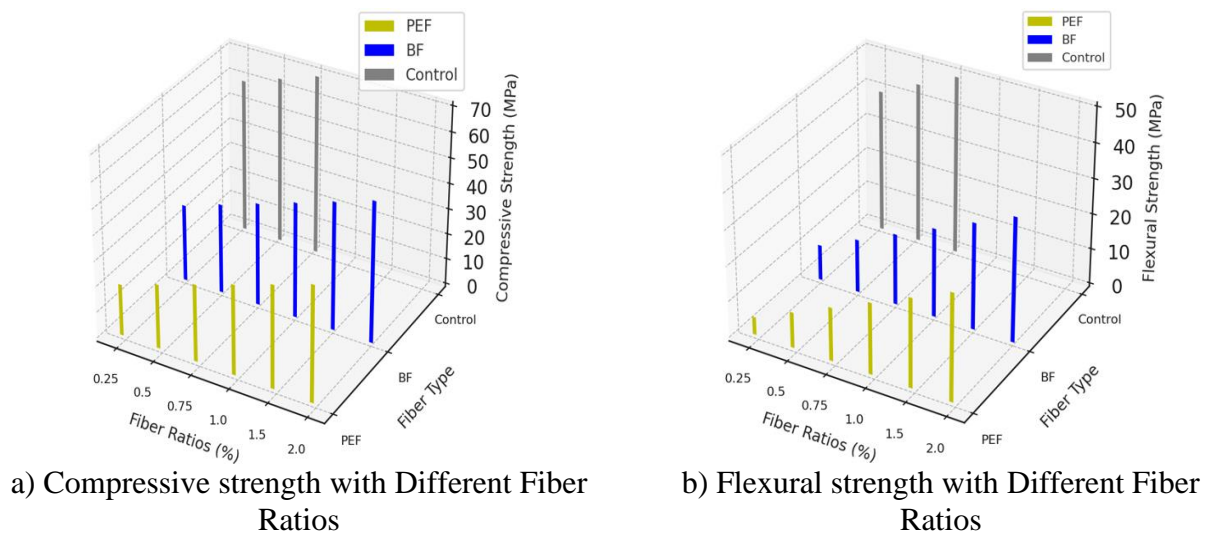 PEF
BF
Control
70
60
50
40
30
20
10
0
Compressive Strength (MPa)
0.25
0.5
0.75
1.0
1.5
2.0
Fiber Ratios (%)
PEF
BF
Control
Fiber Type
a) Compressive strength with Different Fiber
Ratios
PEF
BF
Control
50
40
30
20
10
0
Flexural Strength (MPa)
0.25
0.5
0.75
1.0
1.5
2.0
Fiber Ratios (%)
PEF
BF
Control
Fiber Type
b) Flexural strength with Different Fiber
Ratios